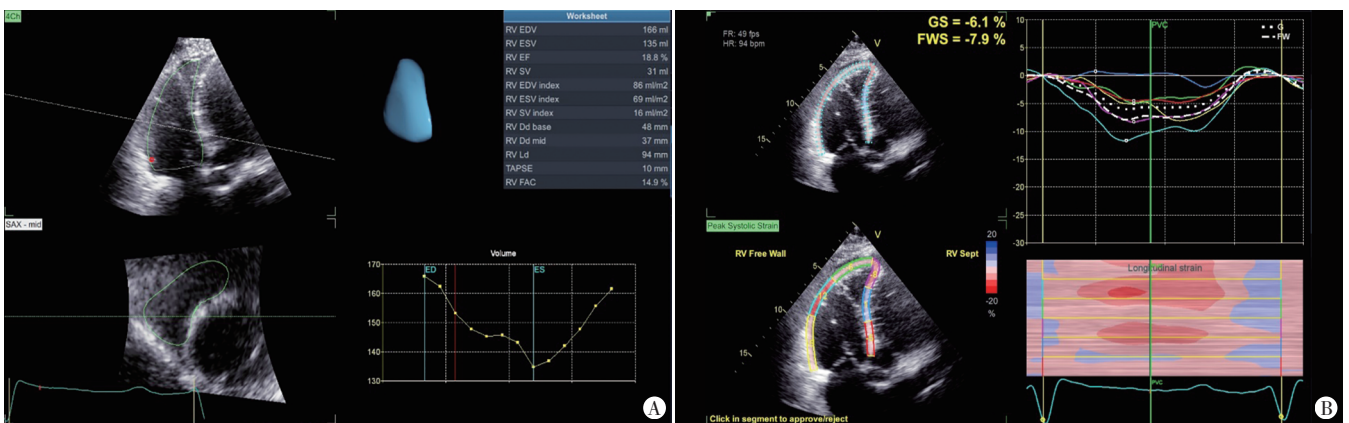 4Ch
Worksheet
RV EDV 166 ml
RV ESV 135 ml
RV EF 18.8 %
RV SV 31 ml
RV EDV index 86 ml/m2
RV ESV index 69 ml/m2
RV SV index 16 ml/m2
RV Dd base 48 mm
RV Dd mid 37 mm
RV Ld 94 mm
TAPSE 10 mm
RV FAC 14.9 %
SAX - mid
Volume
170
160
150
140
130
ED
ES
A
FR: 49 fps
HR: 94 bpm
GS = -6.1 %
FWS = -7.9 %
V
5
10
15
10
5
0
-5
-10
-15
-20
-25
-30
PVC
G
FW
Peak Systolic Strain
RV Free Wall
V
RV Sept
5
10
15
20
-20
%
Longitudinal strain
PVC
Click in segment to approve/reject
B